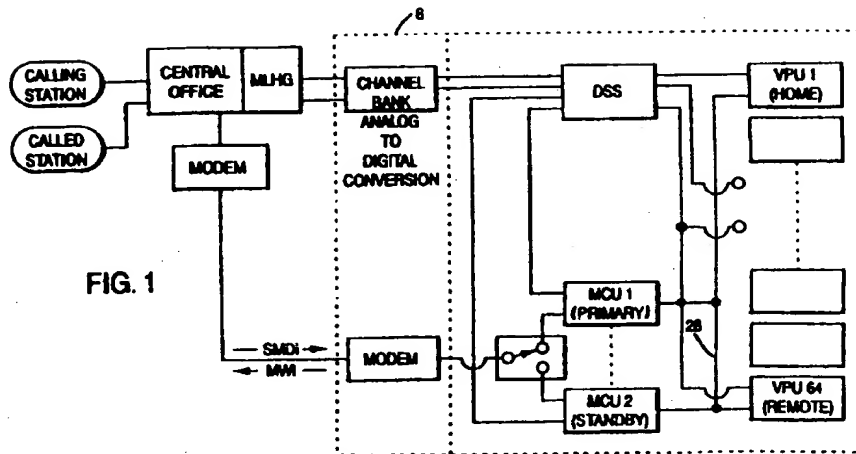 6
CALLING
STATION
CENTRAL
OFFICE
MLHG
CHANNEL
BANK
ANALOG
TO
DIGITAL
CONVERSION
DSS
VPU 1
(HOME)
CALLED
STATION
MODEM
FIG. 1
SMDi
MWI
MODEM
MCU 1
(PRIMARY)
28
MCU 2
(STANDBY)
VPU 64
(REMOTE)